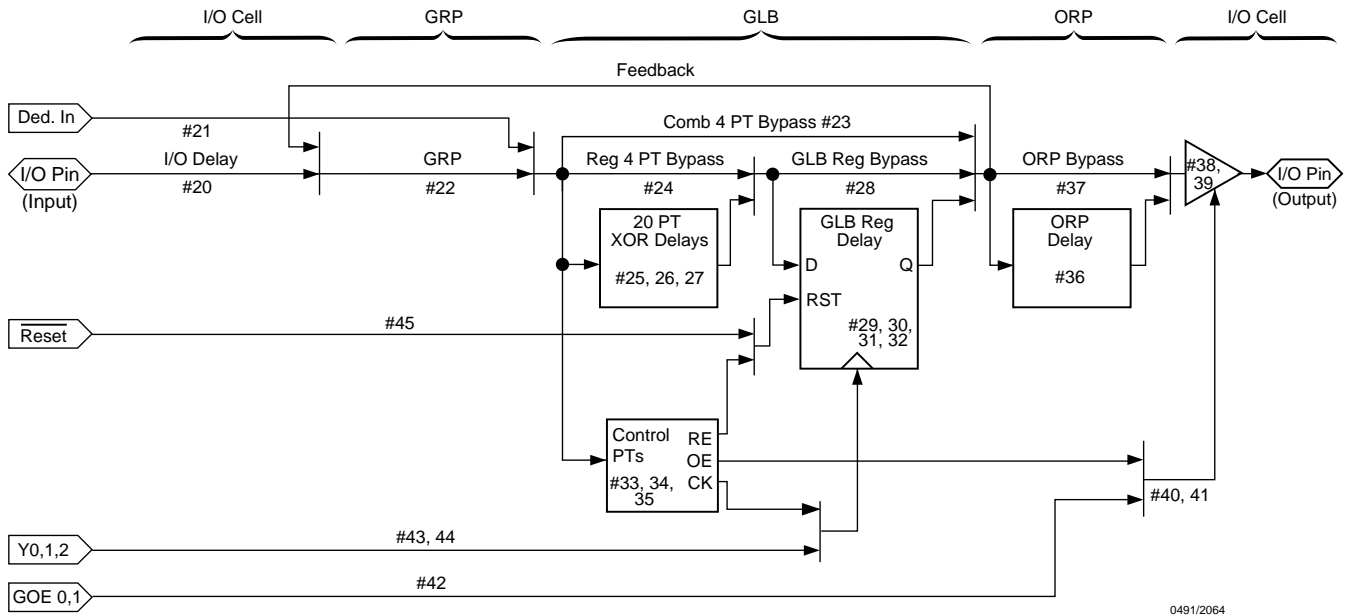 I/O Cell
GRP
GLB
ORP
I/O Cell
Feedback
Ded. In
#21
Comb 4 PT Bypass #23
I/O Pin
(Input)
I/O Delay
#20
GRP
#22
Reg 4 PT Bypass
#24
GLB Reg Bypass
#28
ORP Bypass
#37
#38,
39
I/O Pin
(Output)
20 PT
XOR Delays
#25, 26, 27
GLB Reg
Delay
D
Q
RST
#29, 30,
31, 32
ORP
Delay
#36
Reset
#45
Control
PTs
#33, 34,
35
RE
OE
CK
#40, 41
Y0,1,2
#43, 44
GOE 0,1
#42
0491/2064